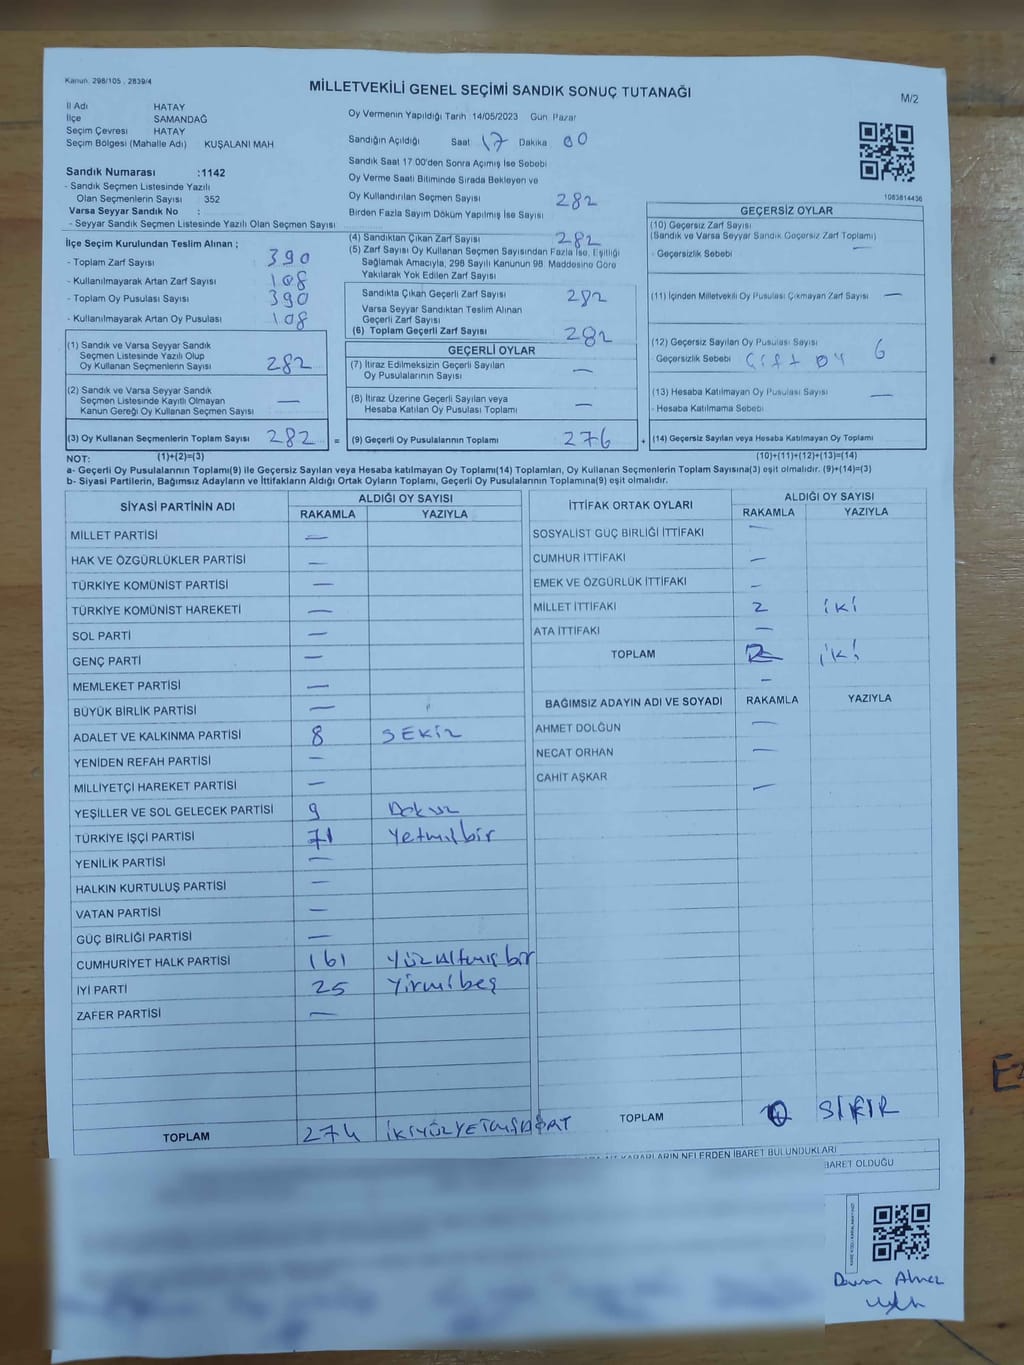 Kanun. 298/105 , 2839/4
MİLLETVEKİLİ GENEL SEÇİMİ SANDIK SONUÇ TUTANAĞI
M/2
İl Adı HATAY
İlçe SAMANDAĞ
Seçim Çevresi HATAY
Seçim Bölgesi (Mahalle Adı) KUŞALANI MAH
Sandık Numarası :1142
- Sandık Seçmen Listesinde Yazılı
Olan Seçmenlerin Sayısı 352
Varsa Seyyar Sandık No :
- Seyyar Sandık Seçmen Listesinde Yazılı Olan Seçmen Sayısı
Oy Vermenin Yapıldığı Tarih 14/05/2023 Gün Pazar
Sandığın Açıldığı Saat 17 Dakika 00
Sandık Saat 17.00'den Sonra Açımış İse Sebebi
Oy Verme Saati Bitiminde Sırada Bekleyen ve
Oy Kullandırılan Seçmen Sayısı 282
Birden Fazla Sayım Döküm Yapılmış İse Sayısı
1083814436
İlçe Seçim Kurulundan Teslim Alınan ;
- Toplam Zarf Sayısı 390
- Kullanılmayarak Artan Zarf Sayısı 108
- Toplam Oy Pusulası Sayısı 390
- Kullanılmayarak Artan Oy Pusulası 108
(1) Sandık ve Varsa Seyyar Sandık
Seçmen Listesinde Yazılı Olup
Oy Kullanan Seçmenlerin Sayısı 282
(2) Sandık ve Varsa Seyyar Sandık
Seçmen Listesinde Kayıtlı Olmayan
Kanun Gereği Oy Kullanan Seçmen Sayısı —
(3) Oy Kullanan Seçmenlerin Toplam Sayısı 282 =
(4) Sandıktan Çıkan Zarf Sayısı 282
(5) Zarf Sayısı Oy Kullanan Seçmen Sayısından Fazla İse, Eşitliği
Sağlamak Amacıyla, 298 Sayılı Kanunun 98. Maddesine Göre
Yakılarak Yok Edilen Zarf Sayısı
Sandıkta Çıkan Geçerli Zarf Sayısı 282
Varsa Seyyar Sandıktan Teslim Alınan
Geçerli Zarf Sayısı
(6) Toplam Geçerli Zarf Sayısı 282
GEÇERLİ OYLAR
(7) İtiraz Edilmeksizin Geçerli Sayılan
Oy Pusulalarının Sayısı —
(8) İtiraz Üzerine Geçerli Sayılan veya
Hesaba Katılan Oy Pusulası Toplamı —
(9) Geçerli Oy Pusulalarının Toplamı 276 +
GEÇERSİZ OYLAR
(10) Geçersiz Zarf Sayısı
(Sandık ve Varsa Seyyar Sandık Geçersiz Zarf Toplamı)
- Geçersizlik Sebebi —
(11) İçinden Milletvekili Oy Pusulası Çıkmayan Zarf Sayısı —
(12) Geçersiz Sayılan Oy Pusulası Sayısı 6
Geçersizlik Sebebi Çift oy
(13) Hesaba Katılmayan Oy Pusulası Sayısı —
- Hesaba Katılmama Sebebi
(14) Geçersiz Sayılan veya Hesaba Katılmayan Oy Toplamı
NOT: (1)+(2)=(3) (10)+(11)+(12)+(13)=(14)
a- Geçerli Oy Pusulalarının Toplamı(9) ile Geçersiz Sayılan veya Hesaba katılmayan Oy Toplamı(14) Toplamları, Oy Kullanan Seçmenlerin Toplam Sayısına(3) eşit olmalıdır. (9)+(14)=(3)
b- Siyasi Partilerin, Bağımsız Adayların ve İttifakların Aldığı Ortak Oyların Toplamı, Geçerli Oy Pusulalarının Toplamına(9) eşit olmalıdır.
SİYASİ PARTİNİN ADI ALDIĞI OY SAYISI
RAKAMLA YAZIYLA
MİLLET PARTİSİ —
HAK VE ÖZGÜRLÜKLER PARTİSİ —
TÜRKİYE KOMÜNİST PARTİSİ —
TÜRKİYE KOMÜNİST HAREKETİ —
SOL PARTİ —
GENÇ PARTİ —
MEMLEKET PARTİSİ —
BÜYÜK BİRLİK PARTİSİ —
ADALET VE KALKINMA PARTİSİ 8 SEKİZ
YENİDEN REFAH PARTİSİ —
MİLLİYETÇİ HAREKET PARTİSİ —
YEŞİLLER VE SOL GELECEK PARTİSİ 9 Dokuz
TÜRKİYE İŞÇİ PARTİSİ 71 Yetmişbir
YENİLİK PARTİSİ —
HALKIN KURTULUŞ PARTİSİ —
VATAN PARTİSİ —
GÜÇ BİRLİĞİ PARTİSİ —
CUMHURİYET HALK PARTİSİ 161 Yüzaltmışbir
İYİ PARTİ 25 Yirmibeş
ZAFER PARTİSİ —
TOPLAM 274 İKİYÜZYETMİŞDÖRT
İTTİFAK ORTAK OYLARI ALDIĞI OY SAYISI
RAKAMLA YAZIYLA
SOSYALİST GÜÇ BİRLİĞİ İTTİFAKI —
CUMHUR İTTİFAKI —
EMEK VE ÖZGÜRLÜK İTTİFAKI —
MİLLET İTTİFAKI 2 iki
ATA İTTİFAKI —
TOPLAM 2 iki
—
BAĞIMSIZ ADAYIN ADI VE SOYADI RAKAMLA YAZIYLA
AHMET DOLĞUN —
NECAT ORHAN —
CAHİT AŞKAR —
TOPLAM 0 SIFIR
KARARLARIN NELERDEN İBARET BULUNDUKLARI
BARET OLDUĞU